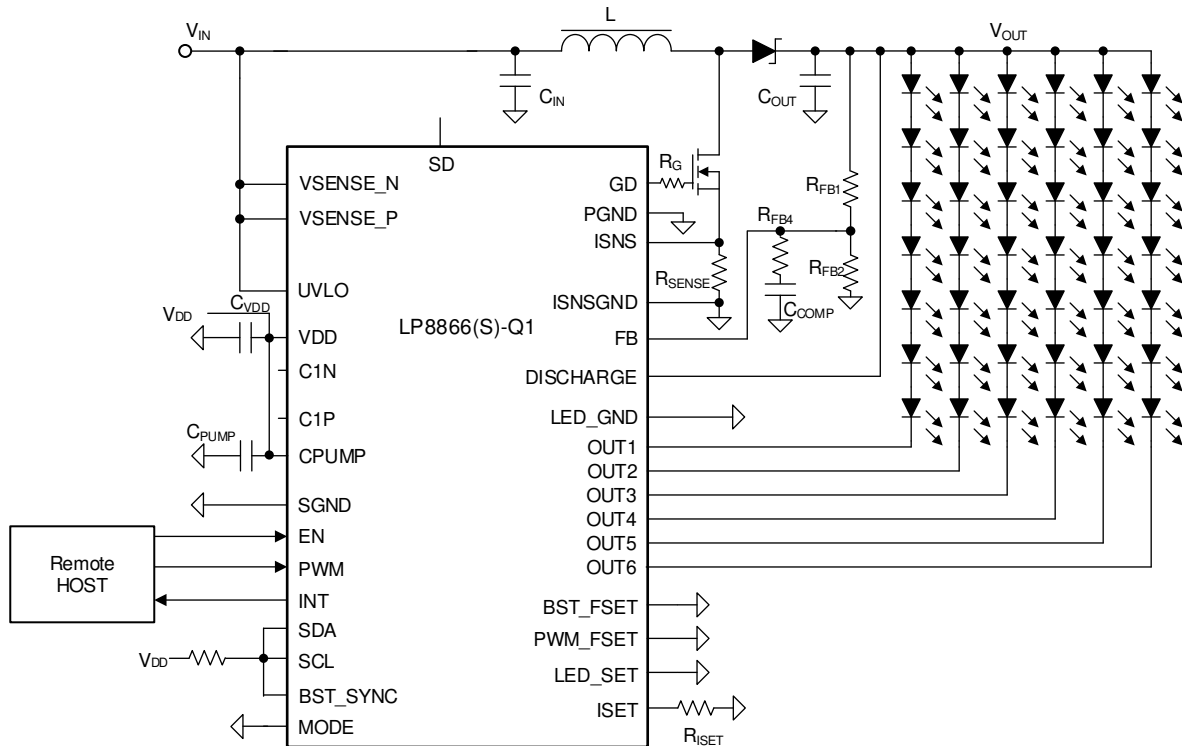 L
VIN
VOUT
CIN
COUT
SD
RG
VSENSE_N
GD
RFB1
VSENSE_P
PGND
RFB4
ISNS
RSENSE
RFB2
UVLO
ISNSGND
CCOMP
CVDD
VDD
LP8866(S)-Q1
VDD
FB
C1N
DISCHARGE
C1P
LED_GND
CPUMP
OUT1
CPUMP
OUT2
OUT3
SGND
OUT4
EN
OUT5
Remote
HOST
PWM
OUT6
INT
BST_FSET
SDA
PWM_FSET
VDD
SCL
LED_SET
BST_SYNC
ISET
MODE
RISET